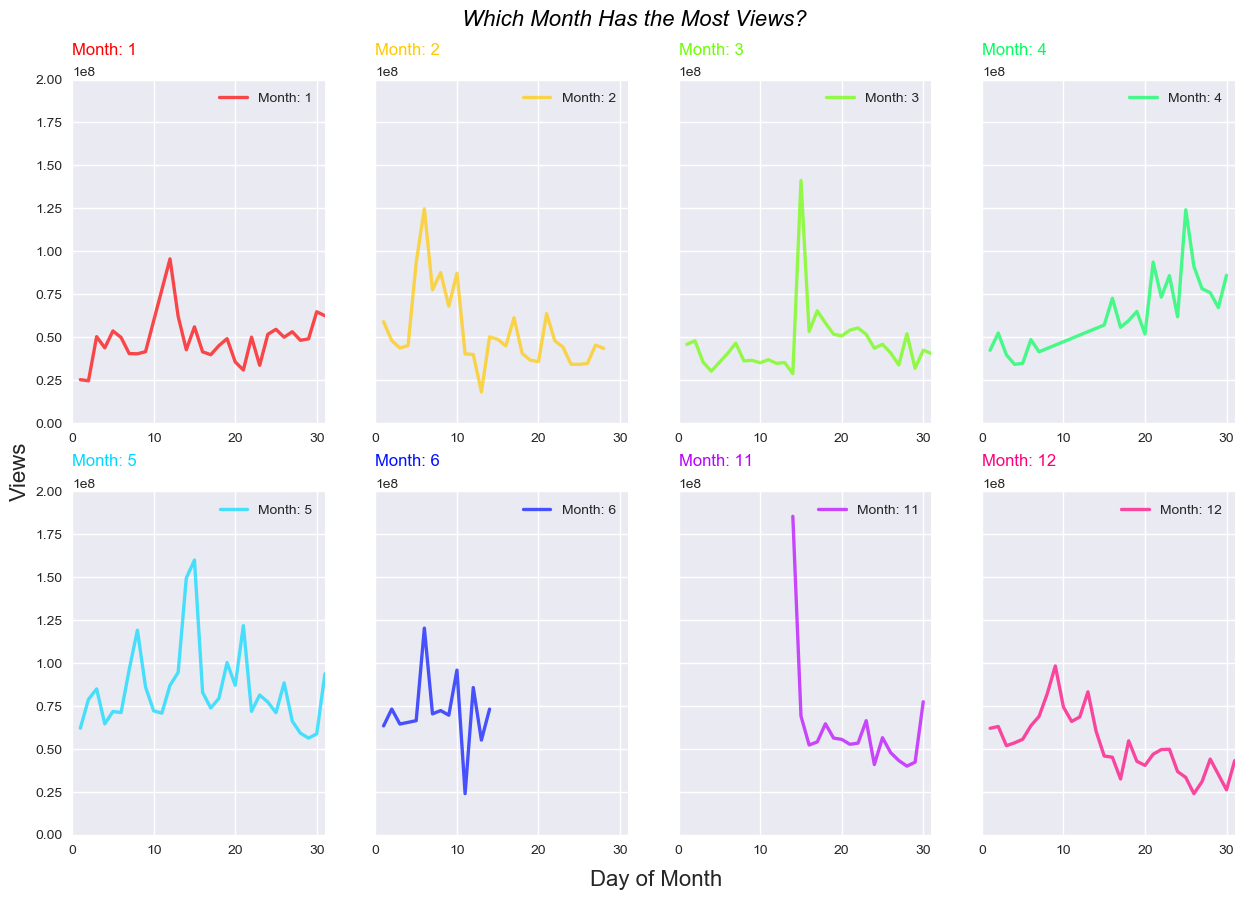 Which Month Has the Most Views?
Month: 1
Month: 2
Month: 3
Month: 4
1e8
1e8
1e8
1e8
2.00
1.75
1.50
1.25
1.00
0.75
0.50
0.25
0.00
Month: 1
Month: 2
Month: 3
Month: 4
0 10 20 30
0 10 20 30
0 10 20 30
0 10 20 30
Views
Month: 5
Month: 6
Month: 11
Month: 12
1e8
1e8
1e8
1e8
2.00
1.75
1.50
1.25
1.00
0.75
0.50
0.25
0.00
Month: 5
Month: 6
Month: 11
Month: 12
0 10 20 30
0 10 20 30
0 10 20 30
0 10 20 30
Day of Month